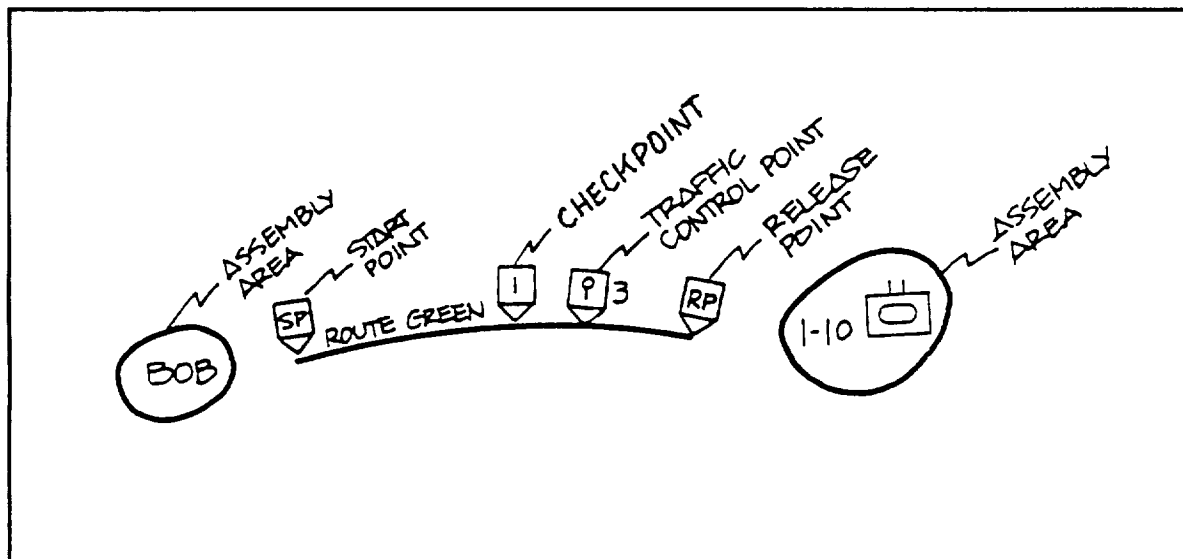 ASSEMBLY
AREA
BOB
START
POINT
SP
ROUTE GREEN
CHECKPOINT
1
TRAFFIC
CONTROL POINT
3
RELEASE
POINT
RP
ASSEMBLY
AREA
1-10